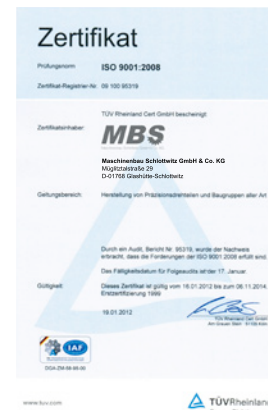 Zertifikat
Prüfungsnorm ISO 9001:2008
Zertifikat-Registrier-Nr. 09 100 95319
TÜV Rheinland Cert GmbH bescheinigt
Zertifikatsinhaber: MBS
Maschinenbau Schlottwitz GmbH & Co. KG
Müglitztalstraße 29
D-01768 Glashütte-Schlottwitz
Geltungsbereich: Herstellung von Präzisionsdrehteilen und Baugruppen aller Art
Durch ein Audit, Bericht Nr. 95319, wurde der Nachweis
erbracht, dass die Forderungen der ISO 9001:2008 erfüllt sind.
Das Fälligkeitsdatum für Folgeaudits ist der 17. Januar.
Gültigkeit: Dieses Zertifikat ist gültig vom 18.01.2012 bis zum 08.11.2014.
Erstzertifizierung 1999
19.01.2012
TÜV Rheinland Cert GmbH
IAF
www.tuv.com
TÜVRheinland